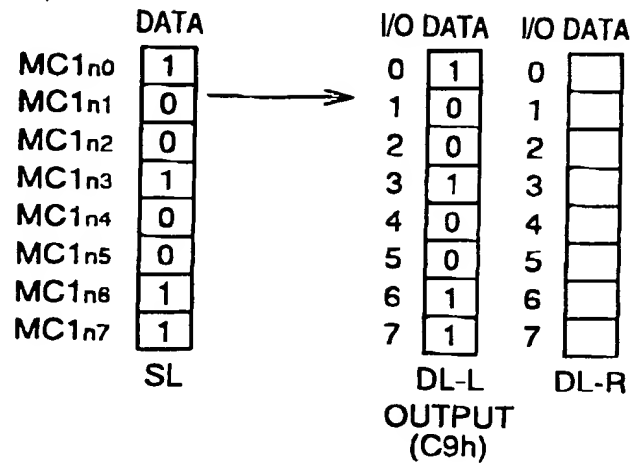 DATA I/O DATA I/O DATA
MC1n0 1 0 1 0
MC1n1 0 1 0 1
MC1n2 0 2 0 2
MC1n3 1 3 1 3
MC1n4 0 4 0 4
MC1n5 0 5 0 5
MC1n6 1 6 1 6
MC1n7 1 7 1 7
SL DL-L DL-R
OUTPUT
(C9h)